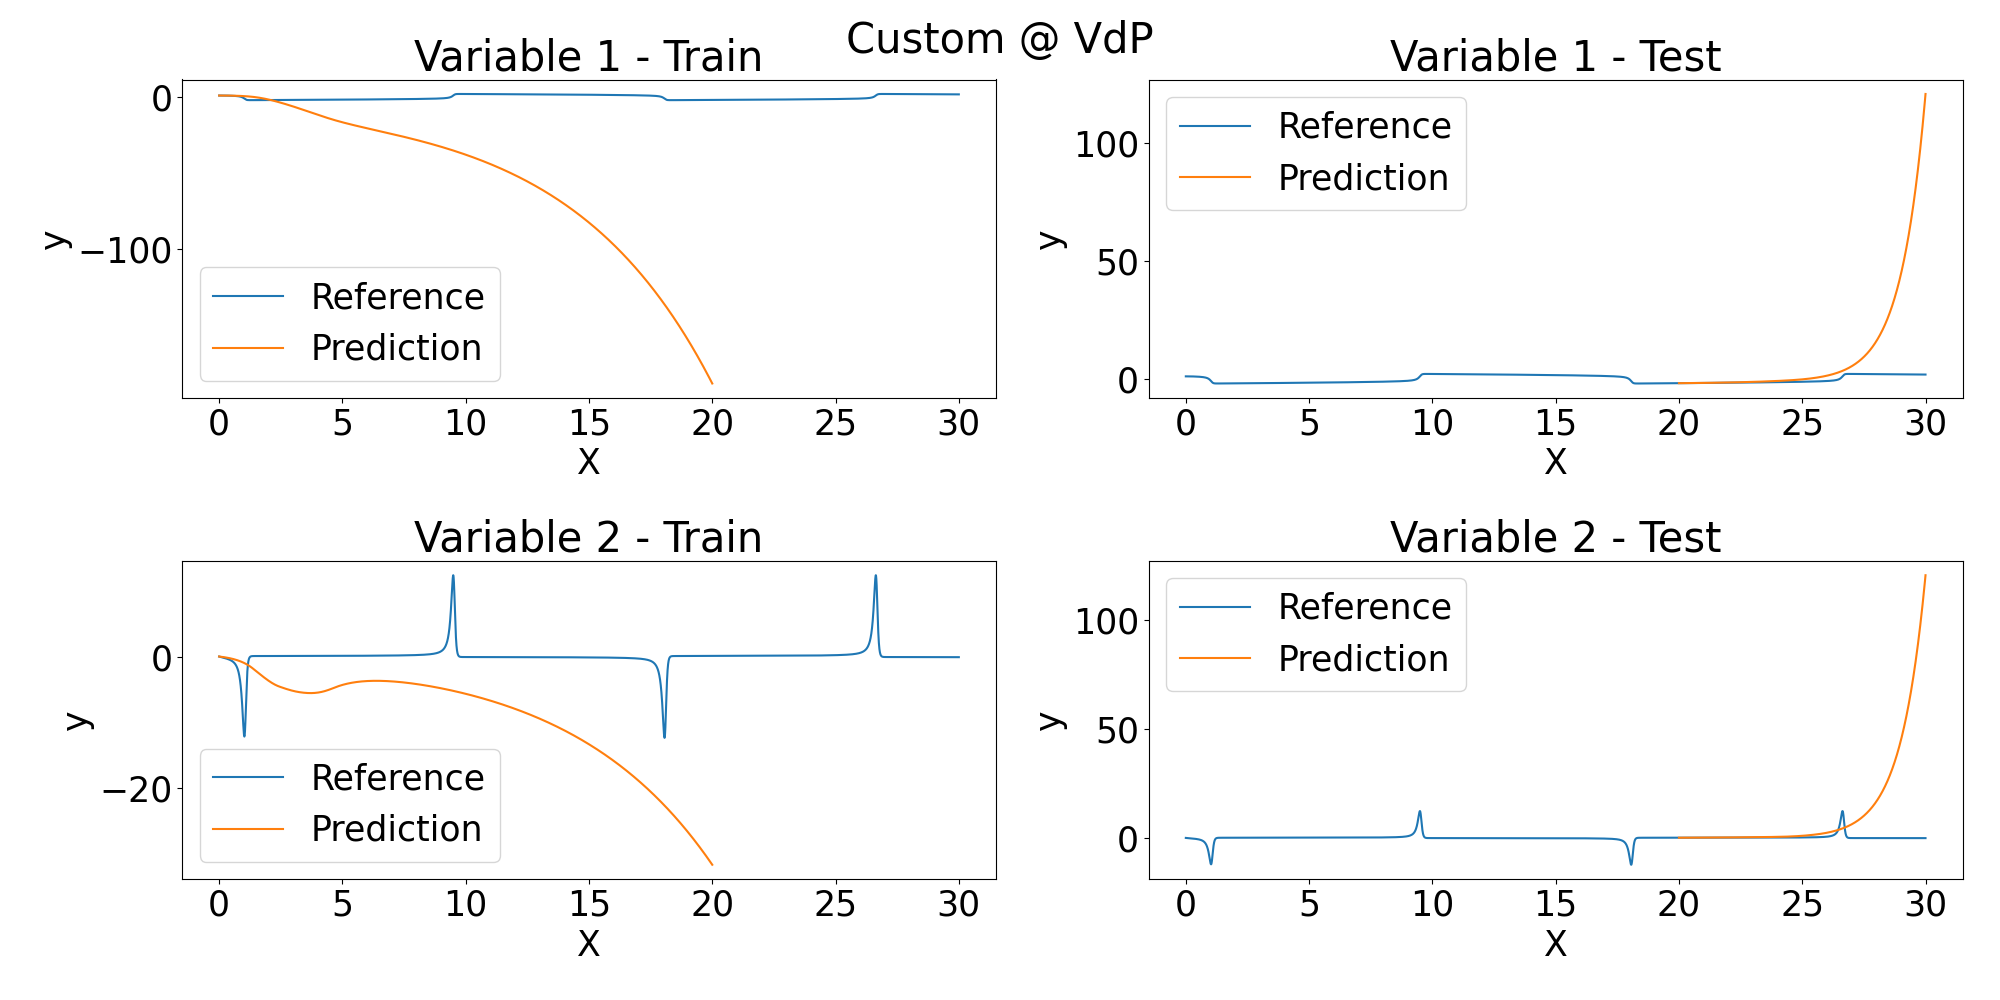 Custom @ VdP
Variable 1 - Train
0
−100
y
Reference
Prediction
0 5 10 15 20 25 30
X
Variable 1 - Test
100
50
0
y
Reference
Prediction
0 5 10 15 20 25 30
X
Variable 2 - Train
0
−20
y
Reference
Prediction
0 5 10 15 20 25 30
X
Variable 2 - Test
100
50
0
y
Reference
Prediction
0 5 10 15 20 25 30
X